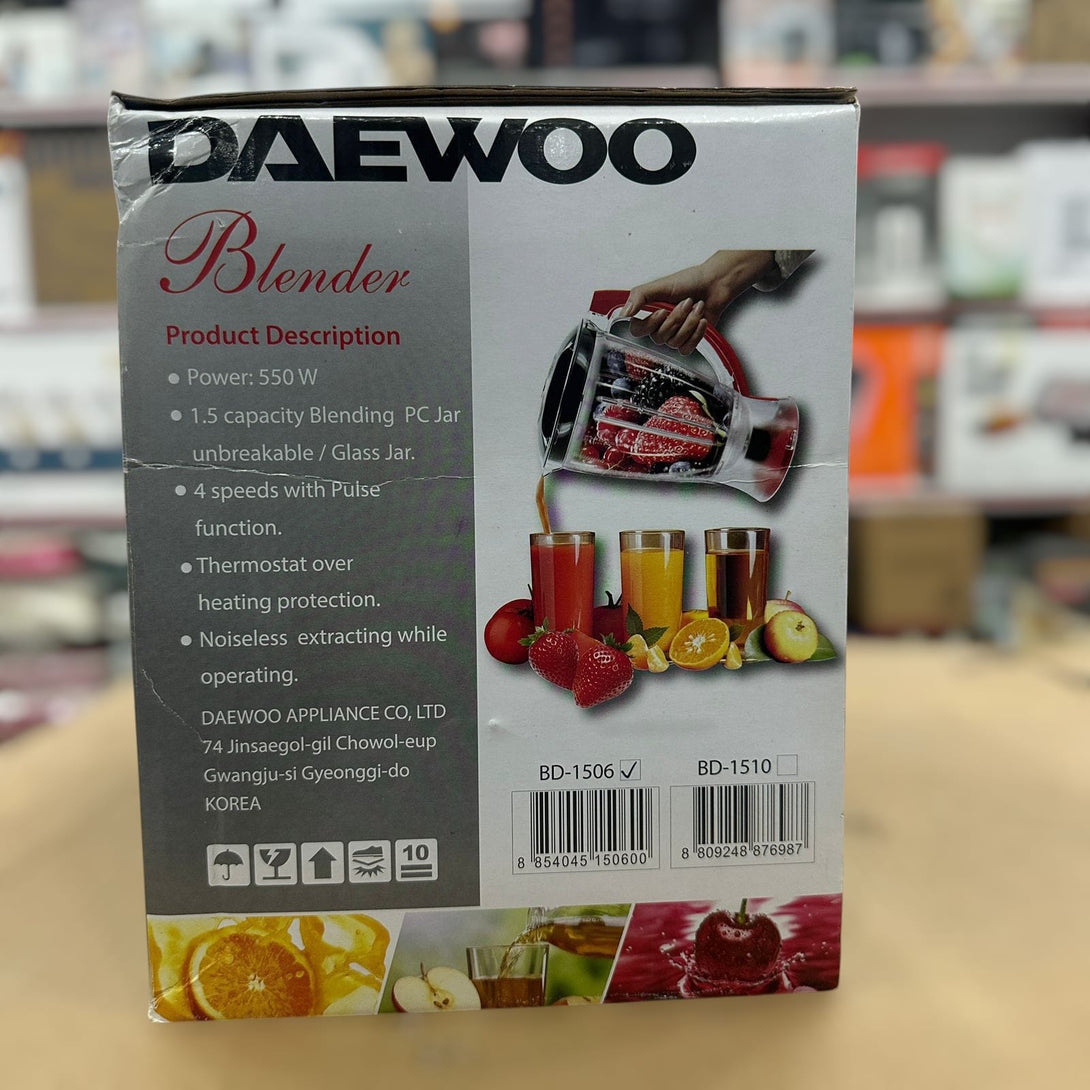 DAEWOO
Blender
Product Description
• Power: 550 W
• 1.5 capacity Blending PC Jar
unbreakable / Glass Jar.
• 4 speeds with Pulse
function.
• Thermostat over
heating protection.
• Noiseless extracting while
operating.
DAEWOO APPLIANCE CO, LTD
74 Jinsaegol-gil Chowol-eup
Gwangju-si Gyeonggi-do
KOREA
10
BD-1506 ✓
BD-1510
8 854045 150600
8 809248 876987